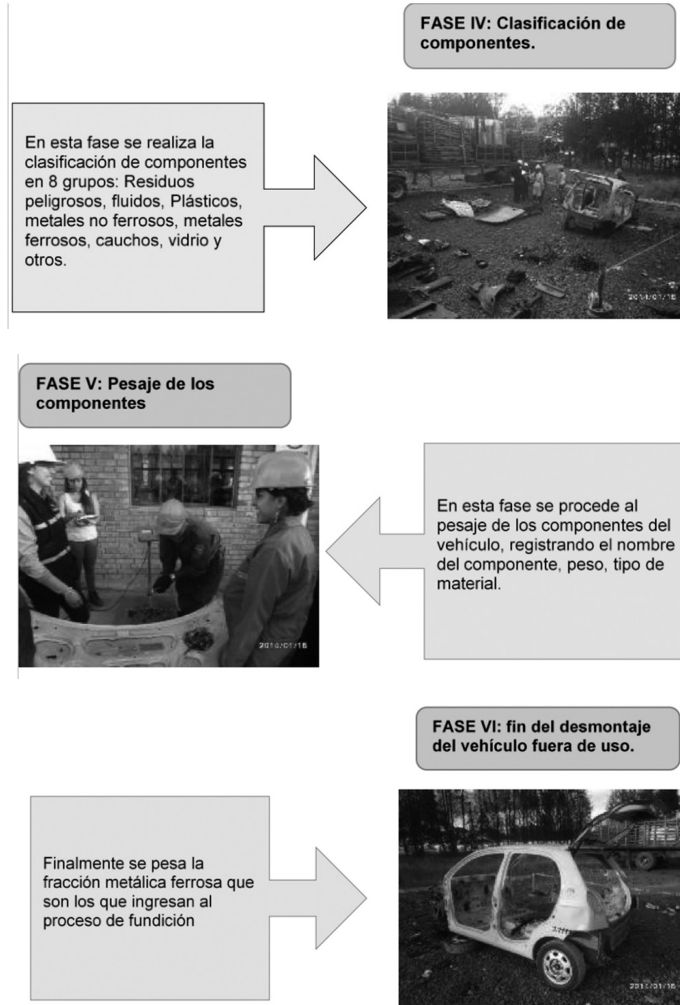 FASE IV: Clasificación de
componentes.
En esta fase se realiza la
clasificación de componentes
en 8 grupos: Residuos
peligrosos, fluidos, Plásticos,
metales no ferrosos, metales
ferrosos, cauchos, vidrio y
otros.
2014/01/16
FASE V: Pesaje de los
componentes
En esta fase se procede al
pesaje de los componentes del
vehículo, registrando el nombre
del componente, peso, tipo de
material.
2014/01/16
FASE VI: fin del desmontaje
del vehículo fuera de uso.
Finalmente se pesa la
fracción metálica ferrosa que
son los que ingresan al
proceso de fundición
2014/01/16